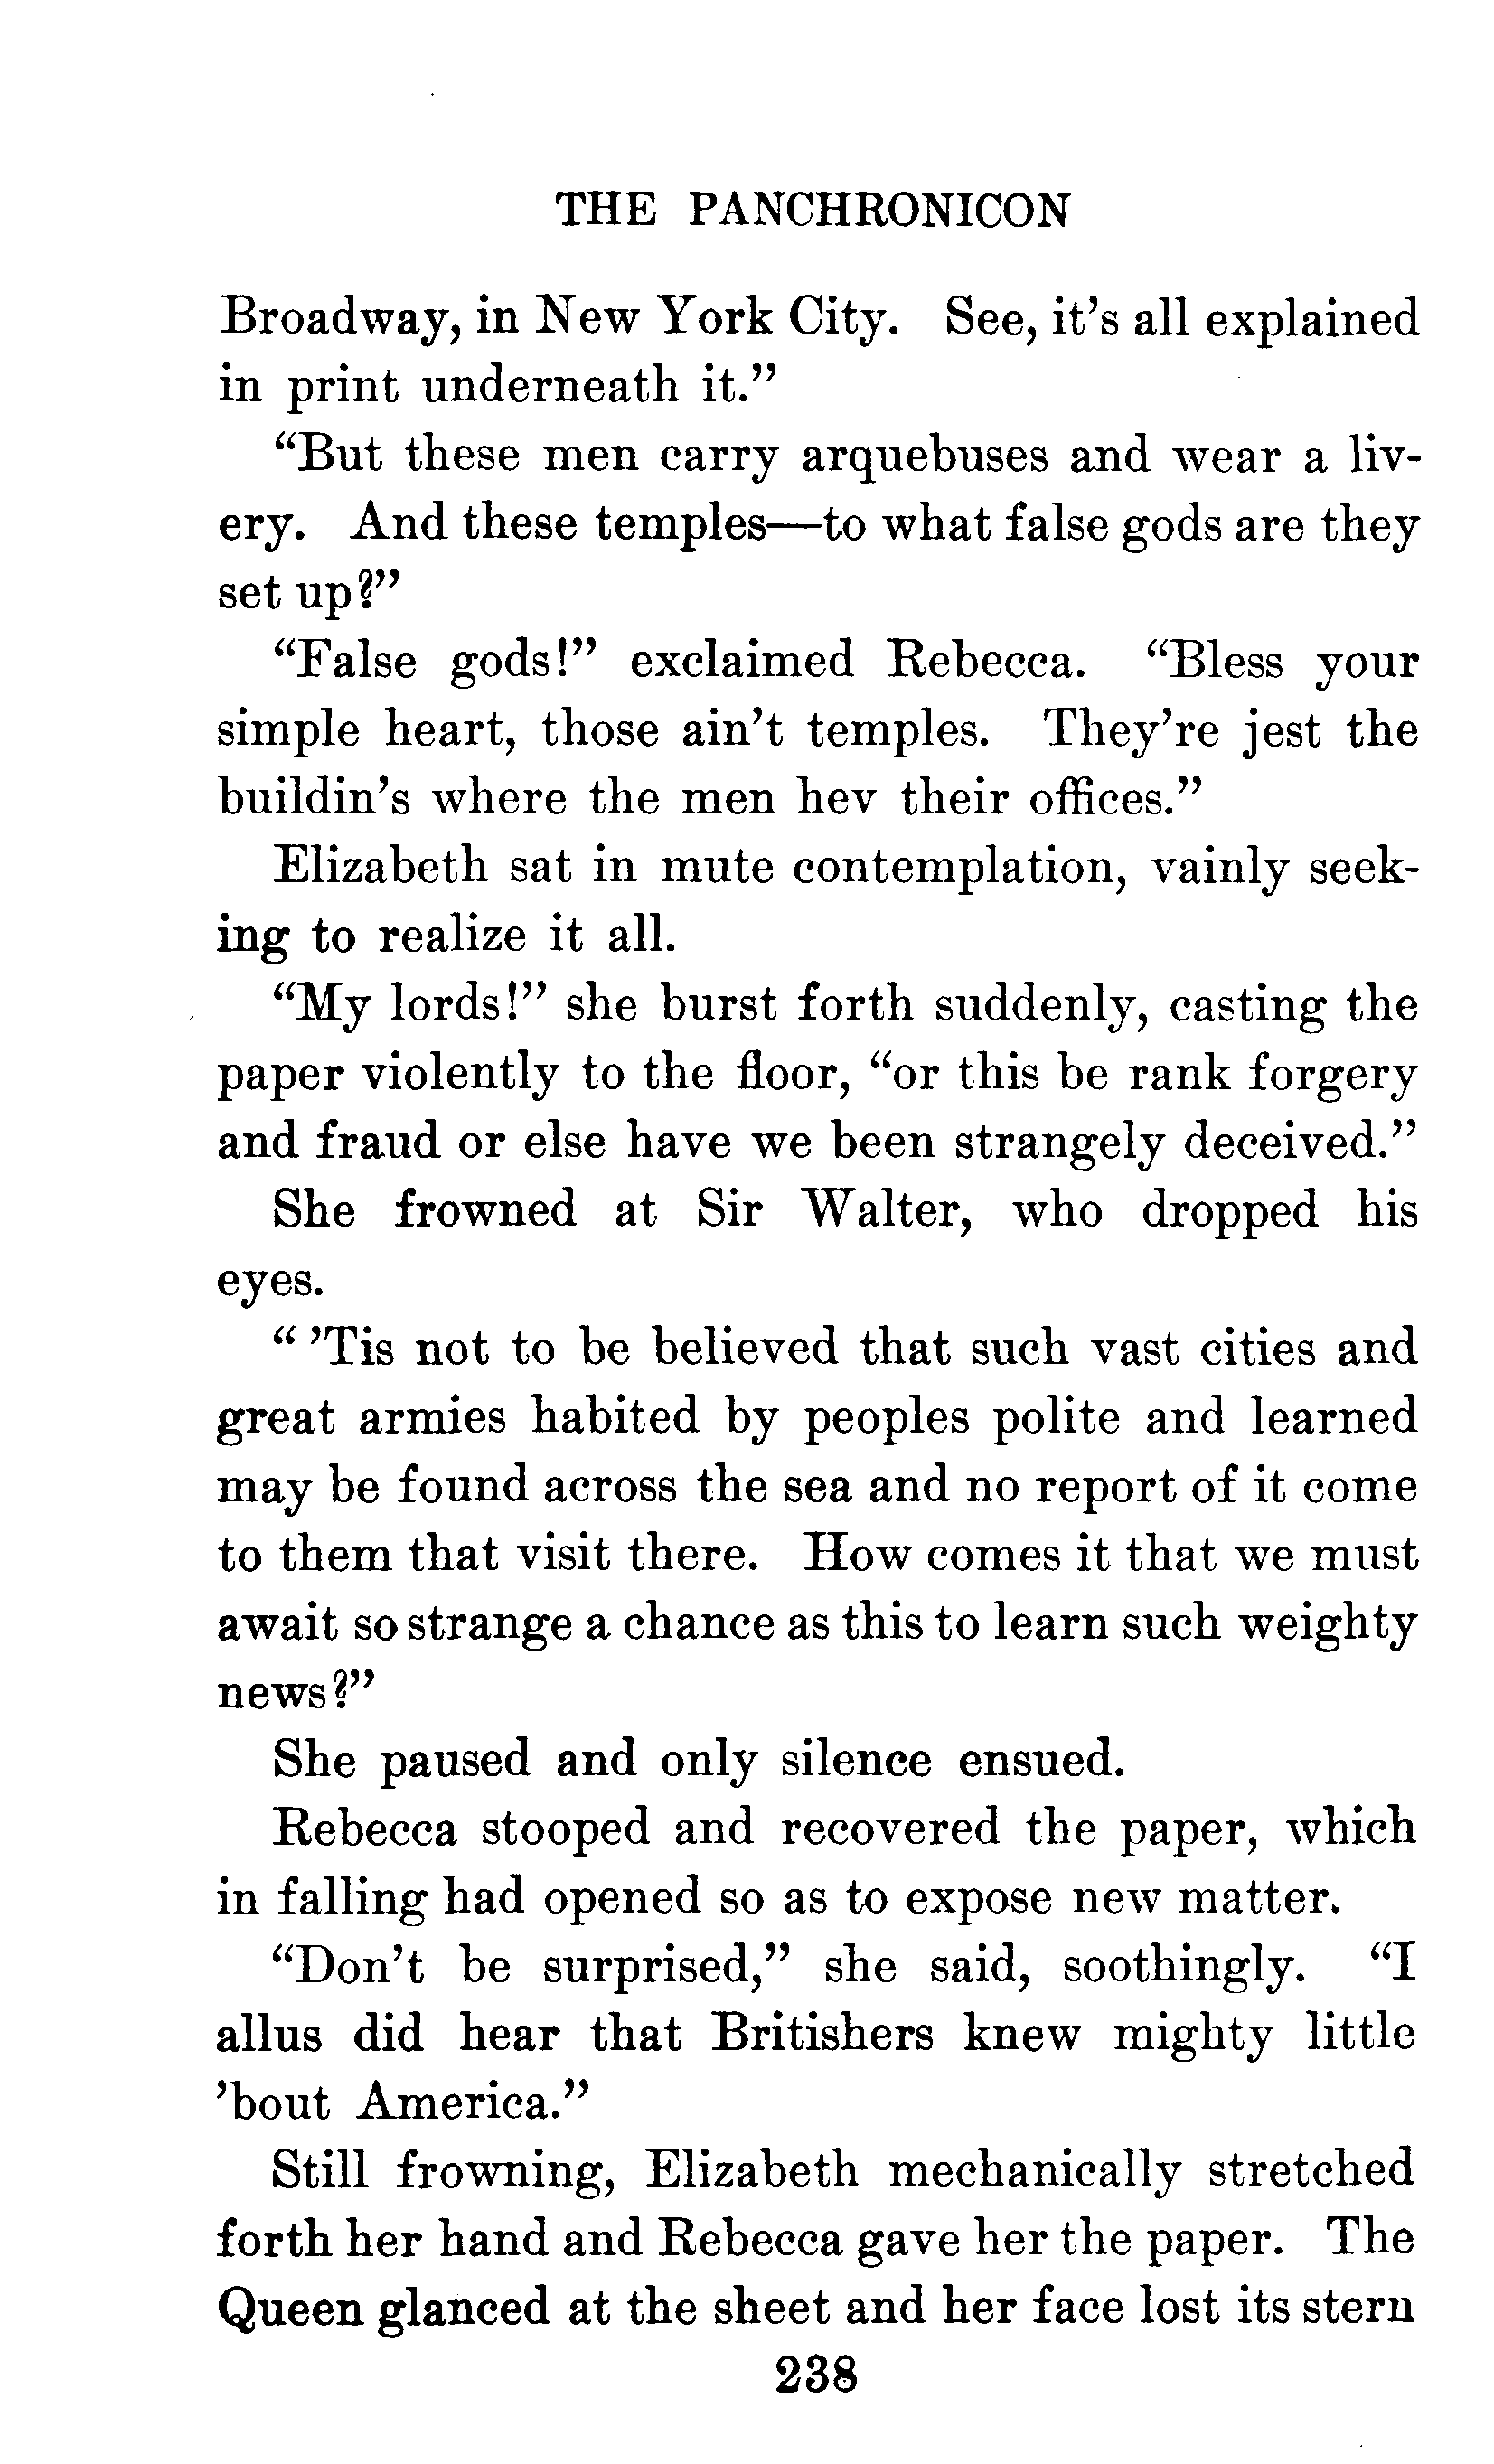 THE PANCHRONICON
Broadway, in New York City. See, it's all explained
in print underneath it."
"But these men carry arquebuses and wear a liv-
ery. And these temples—to what false gods are they
set up?"
"False gods!" exclaimed Rebecca. "Bless your
simple heart, those ain't temples. They're jest the
buildin's where the men hev their offices."
Elizabeth sat in mute contemplation, vainly seek-
ing to realize it all.
"My lords!" she burst forth suddenly, casting the
paper violently to the floor, "or this be rank forgery
and fraud or else have we been strangely deceived."
She frowned at Sir Walter, who dropped his
eyes.
" 'Tis not to be believed that such vast cities and
great armies habited by peoples polite and learned
may be found across the sea and no report of it come
to them that visit there. How comes it that we must
await so strange a chance as this to learn such weighty
news?"
She paused and only silence ensued.
Rebecca stooped and recovered the paper, which
in falling had opened so as to expose new matter.
"Don't be surprised," she said, soothingly. "I
allus did hear that Britishers knew mighty little
'bout America."
Still frowning, Elizabeth mechanically stretched
forth her hand and Rebecca gave her the paper. The
Queen glanced at the sheet and her face lost its stern
238